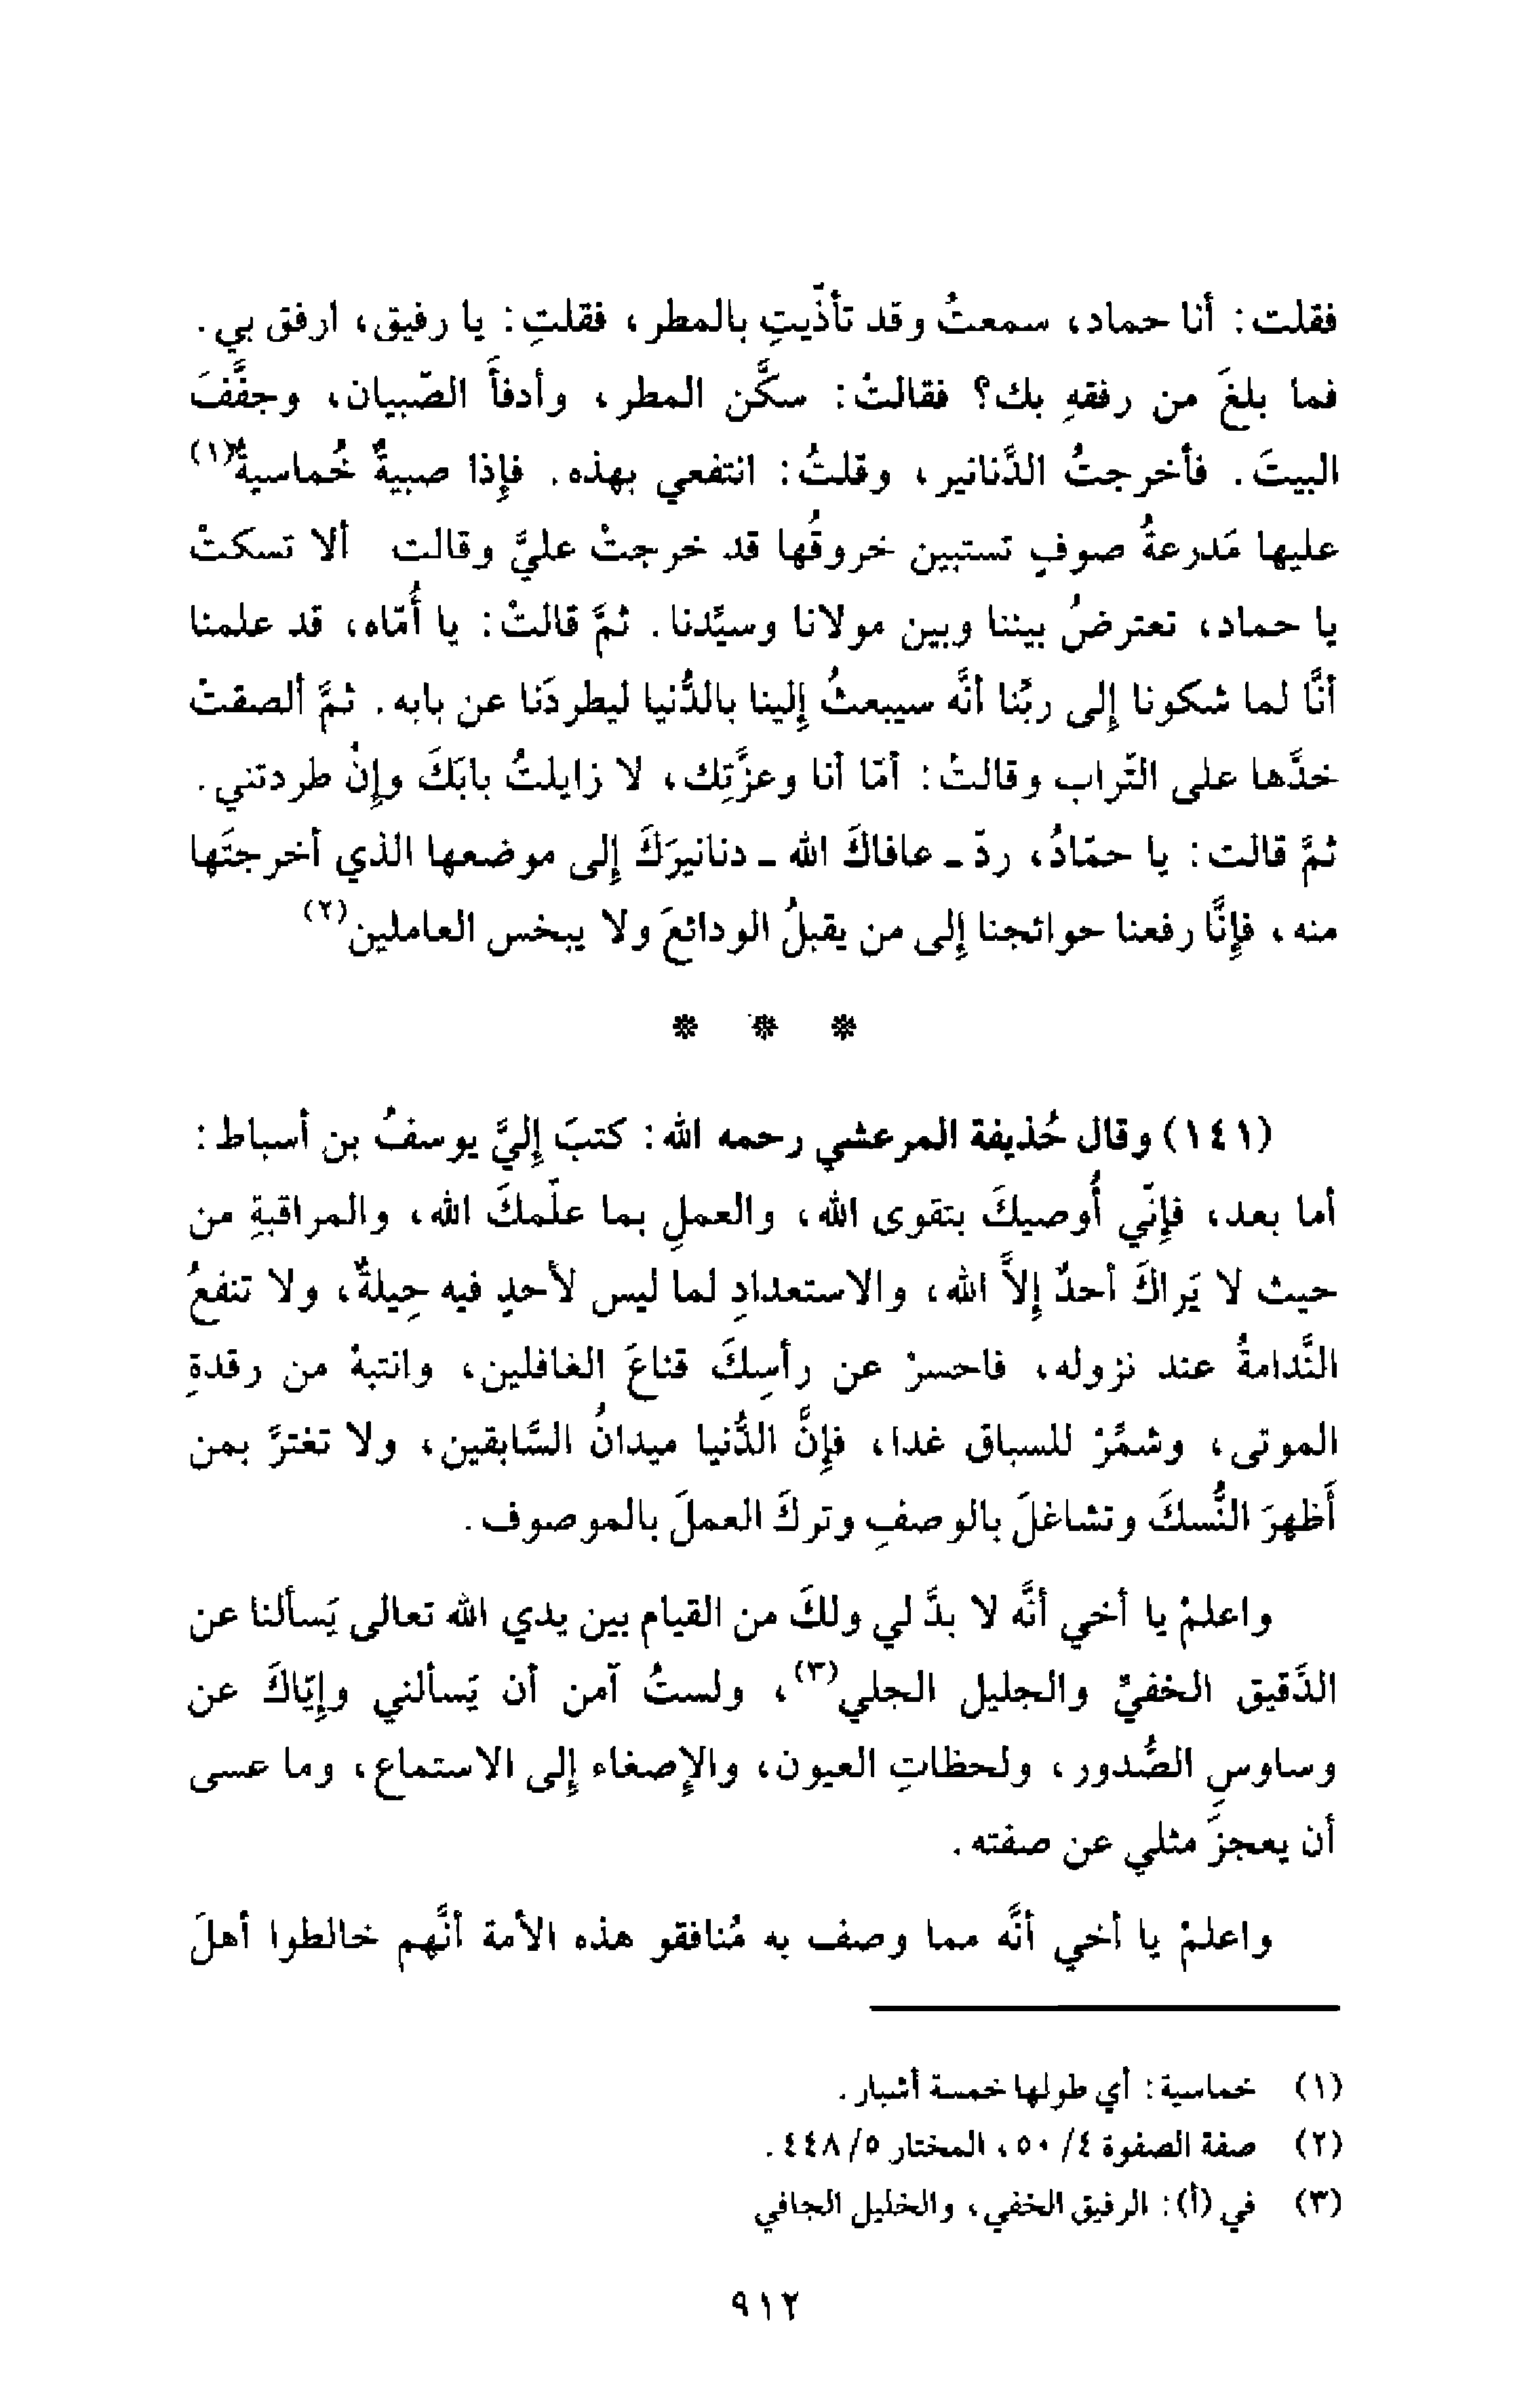 فقلت: أنا حماد، سمعتُ وقد تأذّيتِ بالمطر، فقلتِ: يا رفيق، ارفق بي.
فما بلغَ من رفقهِ بك؟ فقالتْ: سكَّن المطر، وأدفأَ الصّبيان، وجفَّفَ
البيتَ. فأخرجتُ الدَّنانير، وقلتُ: انتفعي بهذه. فإذا صبيةٌ خُماسيةٌ(١)
عليها مَدرعةُ صوفٍ تستبين خروقُها قد خرجتْ عليَّ وقالت ألا تسكتْ
يا حماد، تعترضُ بيننا وبين مولانا وسيِّدنا. ثمَّ قالتْ: يا أُمّاه، قد علمنا
أنَّا لما شكونا إلى ربِّنا أنَّه سيبعثُ إلينا بالدُّنيا ليطردَنا عن بابه. ثمَّ ألصقتْ
خدَّها على التّراب وقالتْ: أمّا أنا وعزَّتِك، لا زايلتُ بابَكَ وإنْ طردتني.
ثمَّ قالت: يا حمّادُ، ردّ - عافاكَ الله - دنانيرَكَ إلى موضعها الذي أخرجتَها
منه، فإنَّا رفعنا حوائجنا إلى من يقبلُ الودائعَ ولا يبخس العاملين(٢)
* * *
(١٤١) وقال حُذيفة المرعشي رحمه الله: كتبَ إليَّ يوسفُ بن أسباط:
أما بعد، فإنّي أُوصيكَ بتقوى الله، والعملِ بما علّمكَ الله، والمراقبةِ من
حيث لا يَراكَ أحدٌ إلاَّ الله، والاستعدادِ لما ليس لأحدٍ فيه حِيلةٌ، ولا تنفعُ
النَّدامةُ عند نزوله، فاحسرْ عن رأسِكَ قناعَ الغافلين، وانتبهْ من رقدةِ
الموتى، وشمِّرْ للسباق غدا، فإنَّ الدُّنيا ميدانُ السَّابقين، ولا تغترَّ بمن
أَظهرَ النُّسكَ وتشاغلَ بالوصفِ وتركَ العملَ بالموصوف.
واعلمْ يا أخي أنَّه لا بدَّ لي ولكَ من القيام بين يدي الله تعالى يَسألنا عن
الدَّقيق الخفيِّ والجليل الجلي(٣)، ولستُ آمن أن يَسألني وإيّاكَ عن
وساوسِ الصُّدور، ولحظاتِ العيون، والإصغاء إلى الاستماع، وما عسى
أن يعجزَ مثلي عن صفته.
واعلمْ يا أخي أنَّه مما وصف به مُنافقو هذه الأمة أنَّهم خالطوا أهلَ
(١) خماسية: أي طولها خمسة أشبار.
(٢) صفة الصفوة ٤/ ٥٠، المختار ٥/ ٤٤٨.
(٣) في (أ): الرفيق الخفي، والخليل الجافي
٩١٢